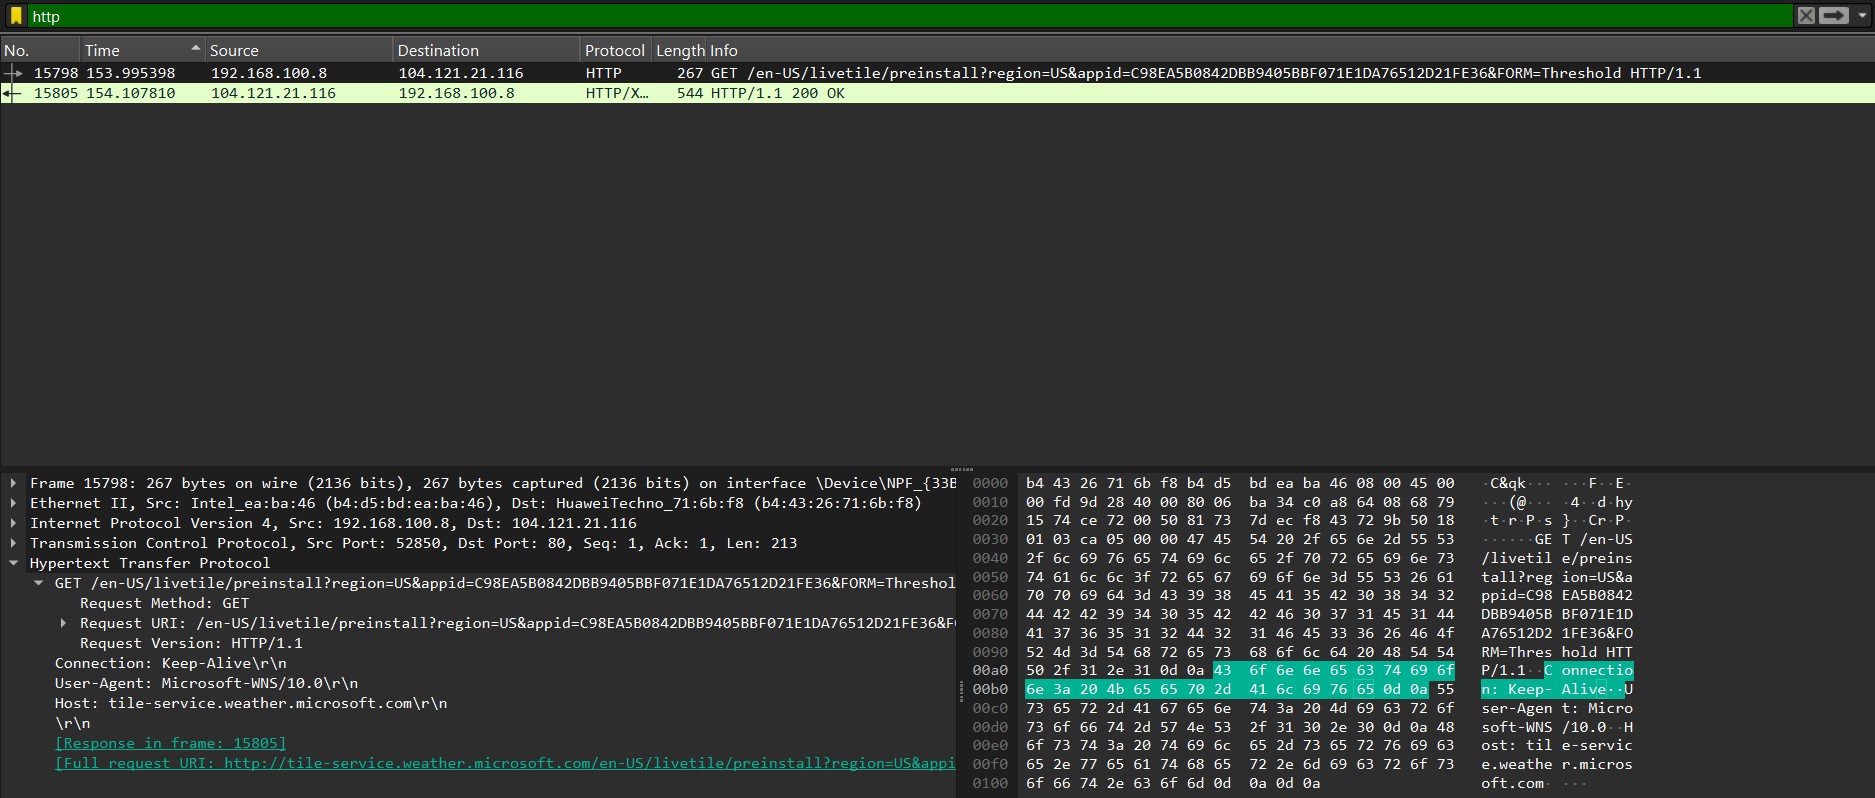 http
No. Time Source Destination Protocol Length Info
15798 153.995398 192.168.100.8 104.121.21.116 HTTP 267 GET /en-US/livetile/preinstall?region=US&appid=C98EA5B0842DBB9405BBF071E1DA76512D21FE36&FORM=Threshold HTTP/1.1
15805 154.107810 104.121.21.116 192.168.100.8 HTTP/X… 544 HTTP/1.1 200 OK
Frame 15798: 267 bytes on wire (2136 bits), 267 bytes captured (2136 bits) on interface \Device\NPF_{33B
Ethernet II, Src: Intel_ea:ba:46 (b4:d5:bd:ea:ba:46), Dst: HuaweiTechno_71:6b:f8 (b4:43:26:71:6b:f8)
Internet Protocol Version 4, Src: 192.168.100.8, Dst: 104.121.21.116
Transmission Control Protocol, Src Port: 52850, Dst Port: 80, Seq: 1, Ack: 1, Len: 213
Hypertext Transfer Protocol
GET /en-US/livetile/preinstall?region=US&appid=C98EA5B0842DBB9405BBF071E1DA76512D21FE36&FORM=Threshol
Request Method: GET
Request URI: /en-US/livetile/preinstall?region=US&appid=C98EA5B0842DBB9405BBF071E1DA76512D21FE36&F
Request Version: HTTP/1.1
Connection: Keep-Alive\r\n
User-Agent: Microsoft-WNS/10.0\r\n
Host: tile-service.weather.microsoft.com\r\n
\r\n
[Response in frame: 15805]
[Full request URI: http://tile-service.weather.microsoft.com/en-US/livetile/preinstall?region=US&appi
0000 b4 43 26 71 6b f8 b4 d5 bd ea ba 46 08 00 45 00 ·C&qk··· ···F··E·
0010 00 fd 9d 28 40 00 80 06 ba 34 c0 a8 64 08 68 79 ···(@··· ·4··d·hy
0020 15 74 ce 72 00 50 81 73 7d ec f8 43 72 9b 50 18 ·t·r·P·s }··Cr·P·
0030 01 03 ca 05 00 00 47 45 54 20 2f 65 6e 2d 55 53 ······GE T /en-US
0040 2f 6c 69 76 65 74 69 6c 65 2f 70 72 65 69 6e 73 /livetil e/preins
0050 74 61 6c 6c 3f 72 65 67 69 6f 6e 3d 55 53 26 61 tall?reg ion=US&a
0060 70 70 69 64 3d 43 39 38 45 41 35 42 30 38 34 32 ppid=C98 EA5B0842
0070 44 42 42 39 34 30 35 42 42 46 30 37 31 45 31 44 DBB9405B BF071E1D
0080 41 37 36 35 31 32 44 32 31 46 45 33 36 26 46 4f A76512D2 1FE36&FO
0090 52 4d 3d 54 68 72 65 73 68 6f 6c 64 20 48 54 54 RM=Thres hold HTT
00a0 50 2f 31 2e 31 0d 0a 43 6f 6e 6e 65 63 74 69 6f P/1.1··C onnectio
00b0 6e 3a 20 4b 65 65 70 2d 41 6c 69 76 65 0d 0a 55 n: Keep- Alive··U
00c0 73 65 72 2d 41 67 65 6e 74 3a 20 4d 69 63 72 6f ser-Agen t: Micro
00d0 73 6f 66 74 2d 57 4e 53 2f 31 30 2e 30 0d 0a 48 soft-WNS /10.0··H
00e0 6f 73 74 3a 20 74 69 6c 65 2d 73 65 72 76 69 63 ost: til e-servic
00f0 65 2e 77 65 61 74 68 65 72 2e 6d 69 63 72 6f 73 e.weathe r.micros
0100 6f 66 74 2e 63 6f 6d 0d 0a 0d 0a oft.com· ···